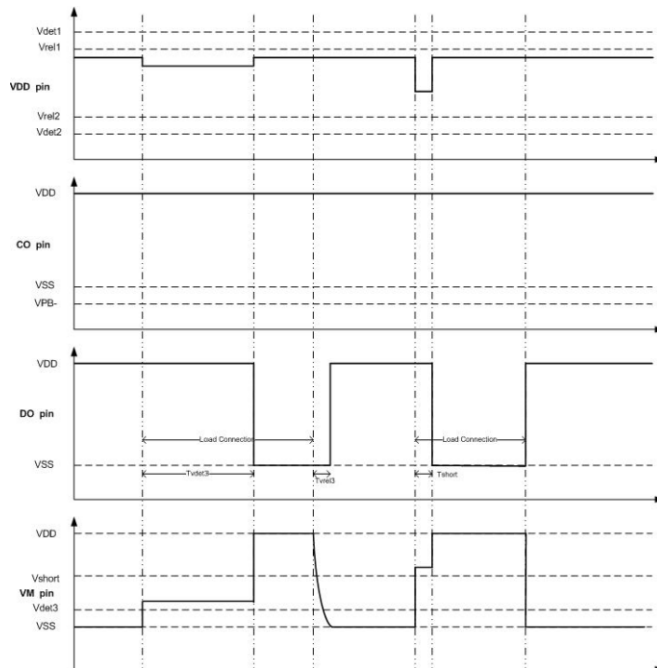 Vdet1
Vrel1
VDD pin
Vrel2
Vdet2
VDD
CO pin
VSS
VPB-
VDD
DO pin
Load Connection
Load Connection
VSS
Tvdet3
Tvrel3
Tshort
VDD
Vshort
VM pin
Vdet3
VSS